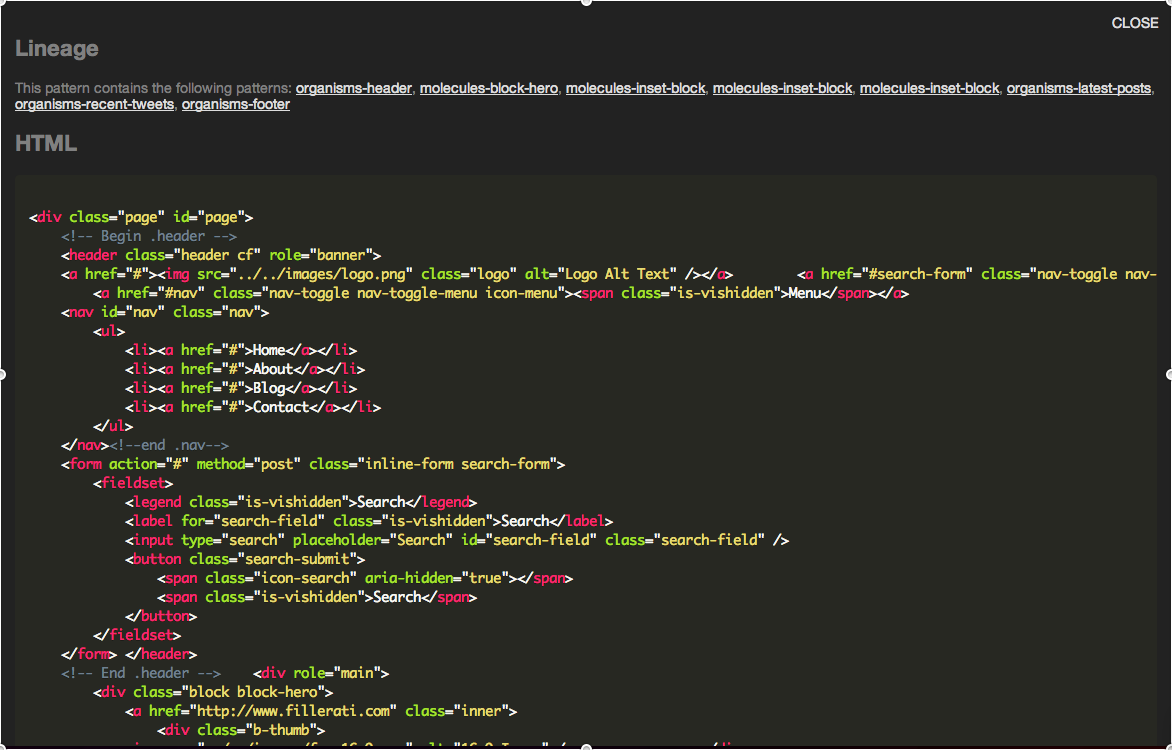 CLOSE
Lineage
This pattern contains the following patterns: organisms-header, molecules-block-hero, molecules-inset-block, molecules-inset-block, molecules-inset-block, organisms-latest-posts,
organisms-recent-tweets, organisms-footer
HTML
<div class="page" id="page">
<!-- Begin .header -->
<header class="header cf" role="banner">
<a href="#"><img src="../../images/logo.png" class="logo" alt="Logo Alt Text" /></a> <a href="#search-form" class="nav-toggle nav-
<a href="#nav" class="nav-toggle nav-toggle-menu icon-menu"><span class="is-vishidden">Menu</span></a>
<nav id="nav" class="nav">
<ul>
<li><a href="#">Home</a></li>
<li><a href="#">About</a></li>
<li><a href="#">Blog</a></li>
<li><a href="#">Contact</a></li>
</ul>
</nav><!--end .nav-->
<form action="#" method="post" class="inline-form search-form">
<fieldset>
<legend class="is-vishidden">Search</legend>
<label for="search-field" class="is-vishidden">Search</label>
<input type="search" placeholder="Search" id="search-field" class="search-field" />
<button class="search-submit">
<span class="icon-search" aria-hidden="true"></span>
<span class="is-vishidden">Search</span>
</button>
</fieldset>
</form> </header>
<!-- End .header --> <div role="main">
<div class="block block-hero">
<a href="http://www.fillerati.com" class="inner">
<div class="b-thumb">